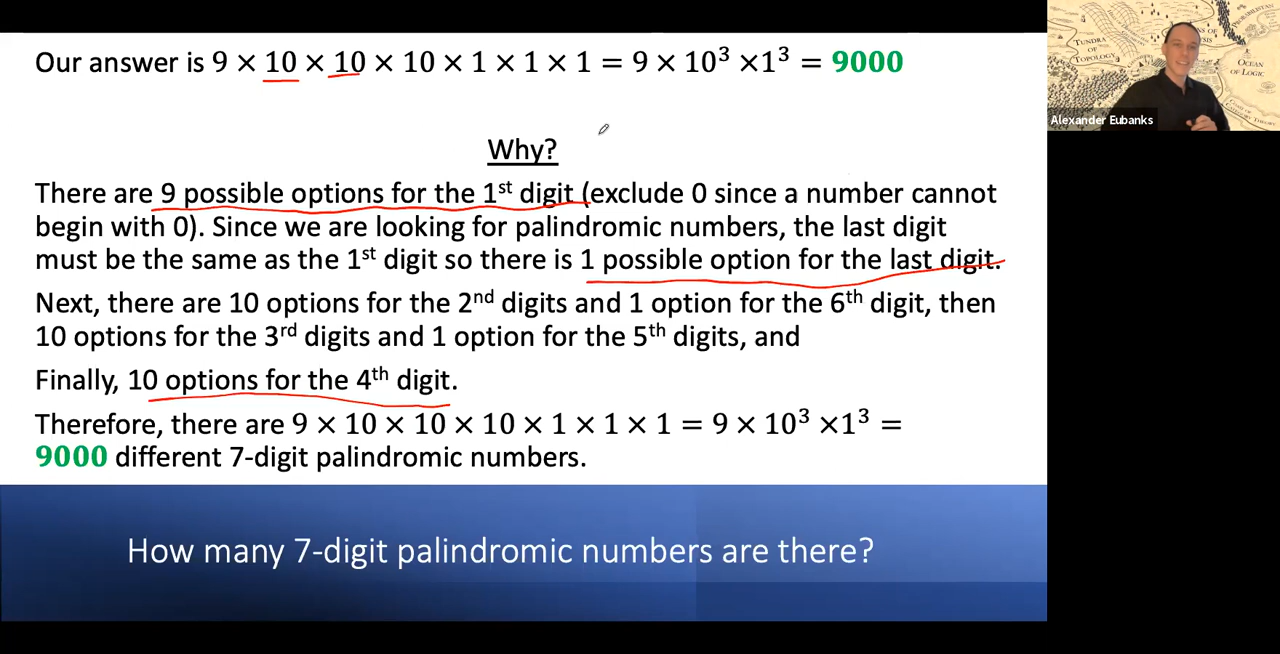 Our answer is 9 × 10 × 10 × 10 × 1 × 1 × 1 = 9 × 10³ ×1³ = 9000
Why?
There are 9 possible options for the 1ˢᵗ digit (exclude 0 since a number cannot
begin with 0). Since we are looking for palindromic numbers, the last digit
must be the same as the 1ˢᵗ digit so there is 1 possible option for the last digit.
Next, there are 10 options for the 2ⁿᵈ digits and 1 option for the 6ᵗʰ digit, then
10 options for the 3ʳᵈ digits and 1 option for the 5ᵗʰ digits, and
Finally, 10 options for the 4ᵗʰ digit.
Therefore, there are 9 × 10 × 10 × 10 × 1 × 1 × 1 = 9 × 10³ ×1³ =
9000 different 7-digit palindromic numbers.
How many 7-digit palindromic numbers are there?
TUNDRA
OF
TOPOLOGY
OCEAN
OF LOGIC
Alexander Eubanks